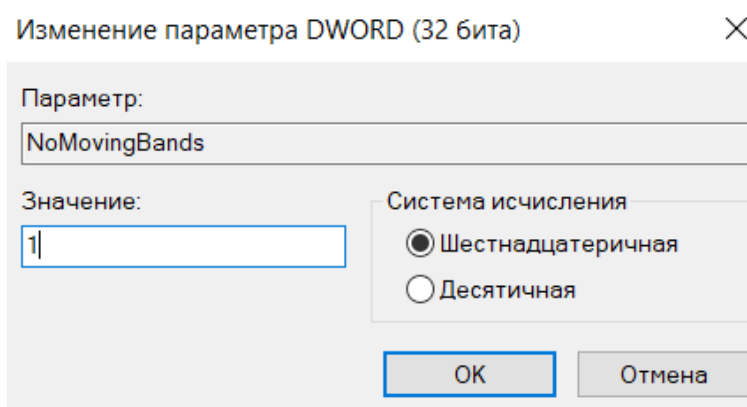 Изменение параметра DWORD (32 бита)
Параметр:
NoMovingBands
Значение:
1
Система исчисления
Шестнадцатеричная
Десятичная
OK
Отмена